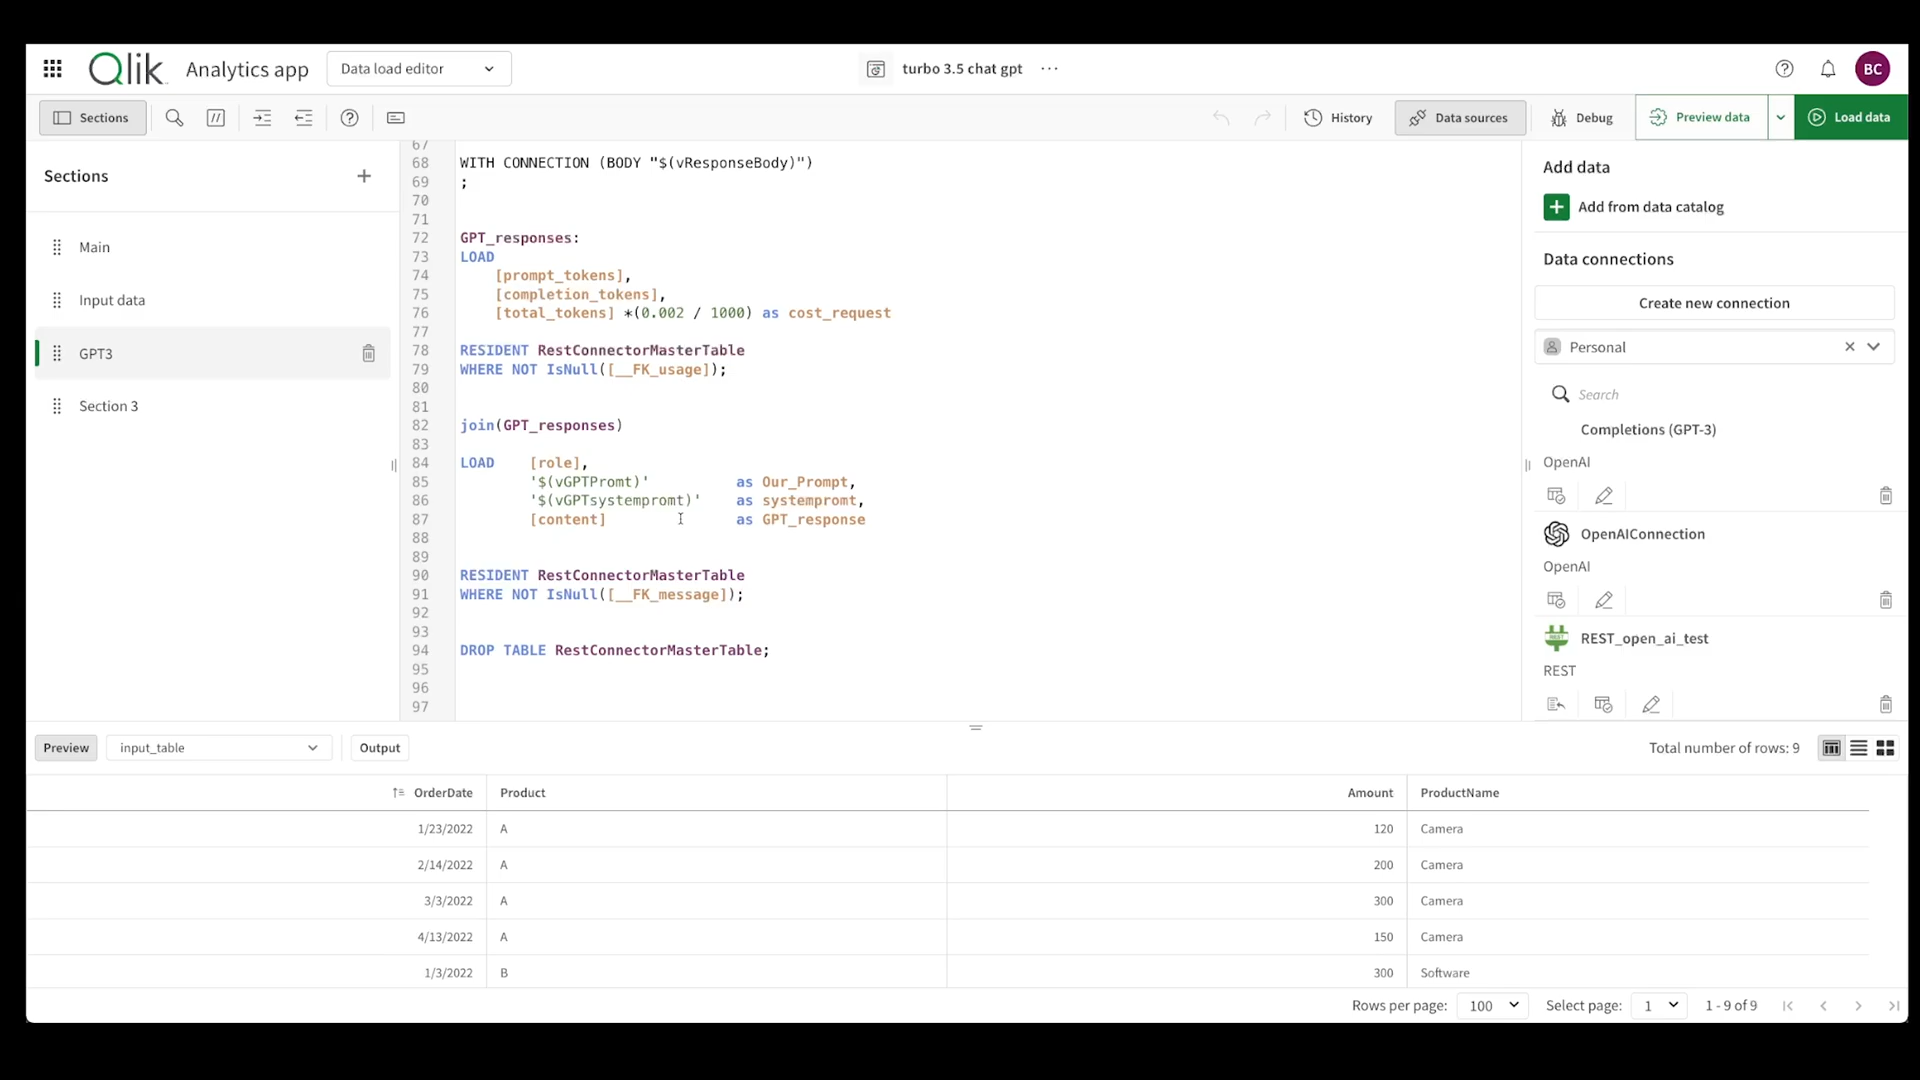 Qlik Analytics app Data load editor turbo 3.5 chat gpt ... BC
Sections // History Data sources Debug Preview data Load data
Sections
Main
Input data
GPT3
Section 3
67
68 WITH CONNECTION (BODY "$(vResponseBody)")
69 ;
70
71
72 GPT_responses:
73 LOAD
74 [prompt_tokens],
75 [completion_tokens],
76 [total_tokens] *(0.002 / 1000) as cost_request
77
78 RESIDENT RestConnectorMasterTable
79 WHERE NOT IsNull([__FK_usage]);
80
81
82 join(GPT_responses)
83
84 LOAD [role],
85 '$(vGPTPromt)' as Our_Prompt,
86 '$(vGPTsystempromt)' as systempromt,
87 [content] as GPT_response
88
89
90 RESIDENT RestConnectorMasterTable
91 WHERE NOT IsNull([__FK_message]);
92
93
94 DROP TABLE RestConnectorMasterTable;
95
96
97
Add data
Add from data catalog
Data connections
Create new connection
Personal
Search
Completions (GPT-3)
OpenAI
OpenAIConnection
OpenAI
REST_open_ai_test
REST
Preview input_table Output Total number of rows: 9
OrderDate Product Amount ProductName
1/23/2022 A 120 Camera
2/14/2022 A 200 Camera
3/3/2022 A 300 Camera
4/13/2022 A 150 Camera
1/3/2022 B 300 Software
Rows per page: 100 Select page: 1 1 - 9 of 9